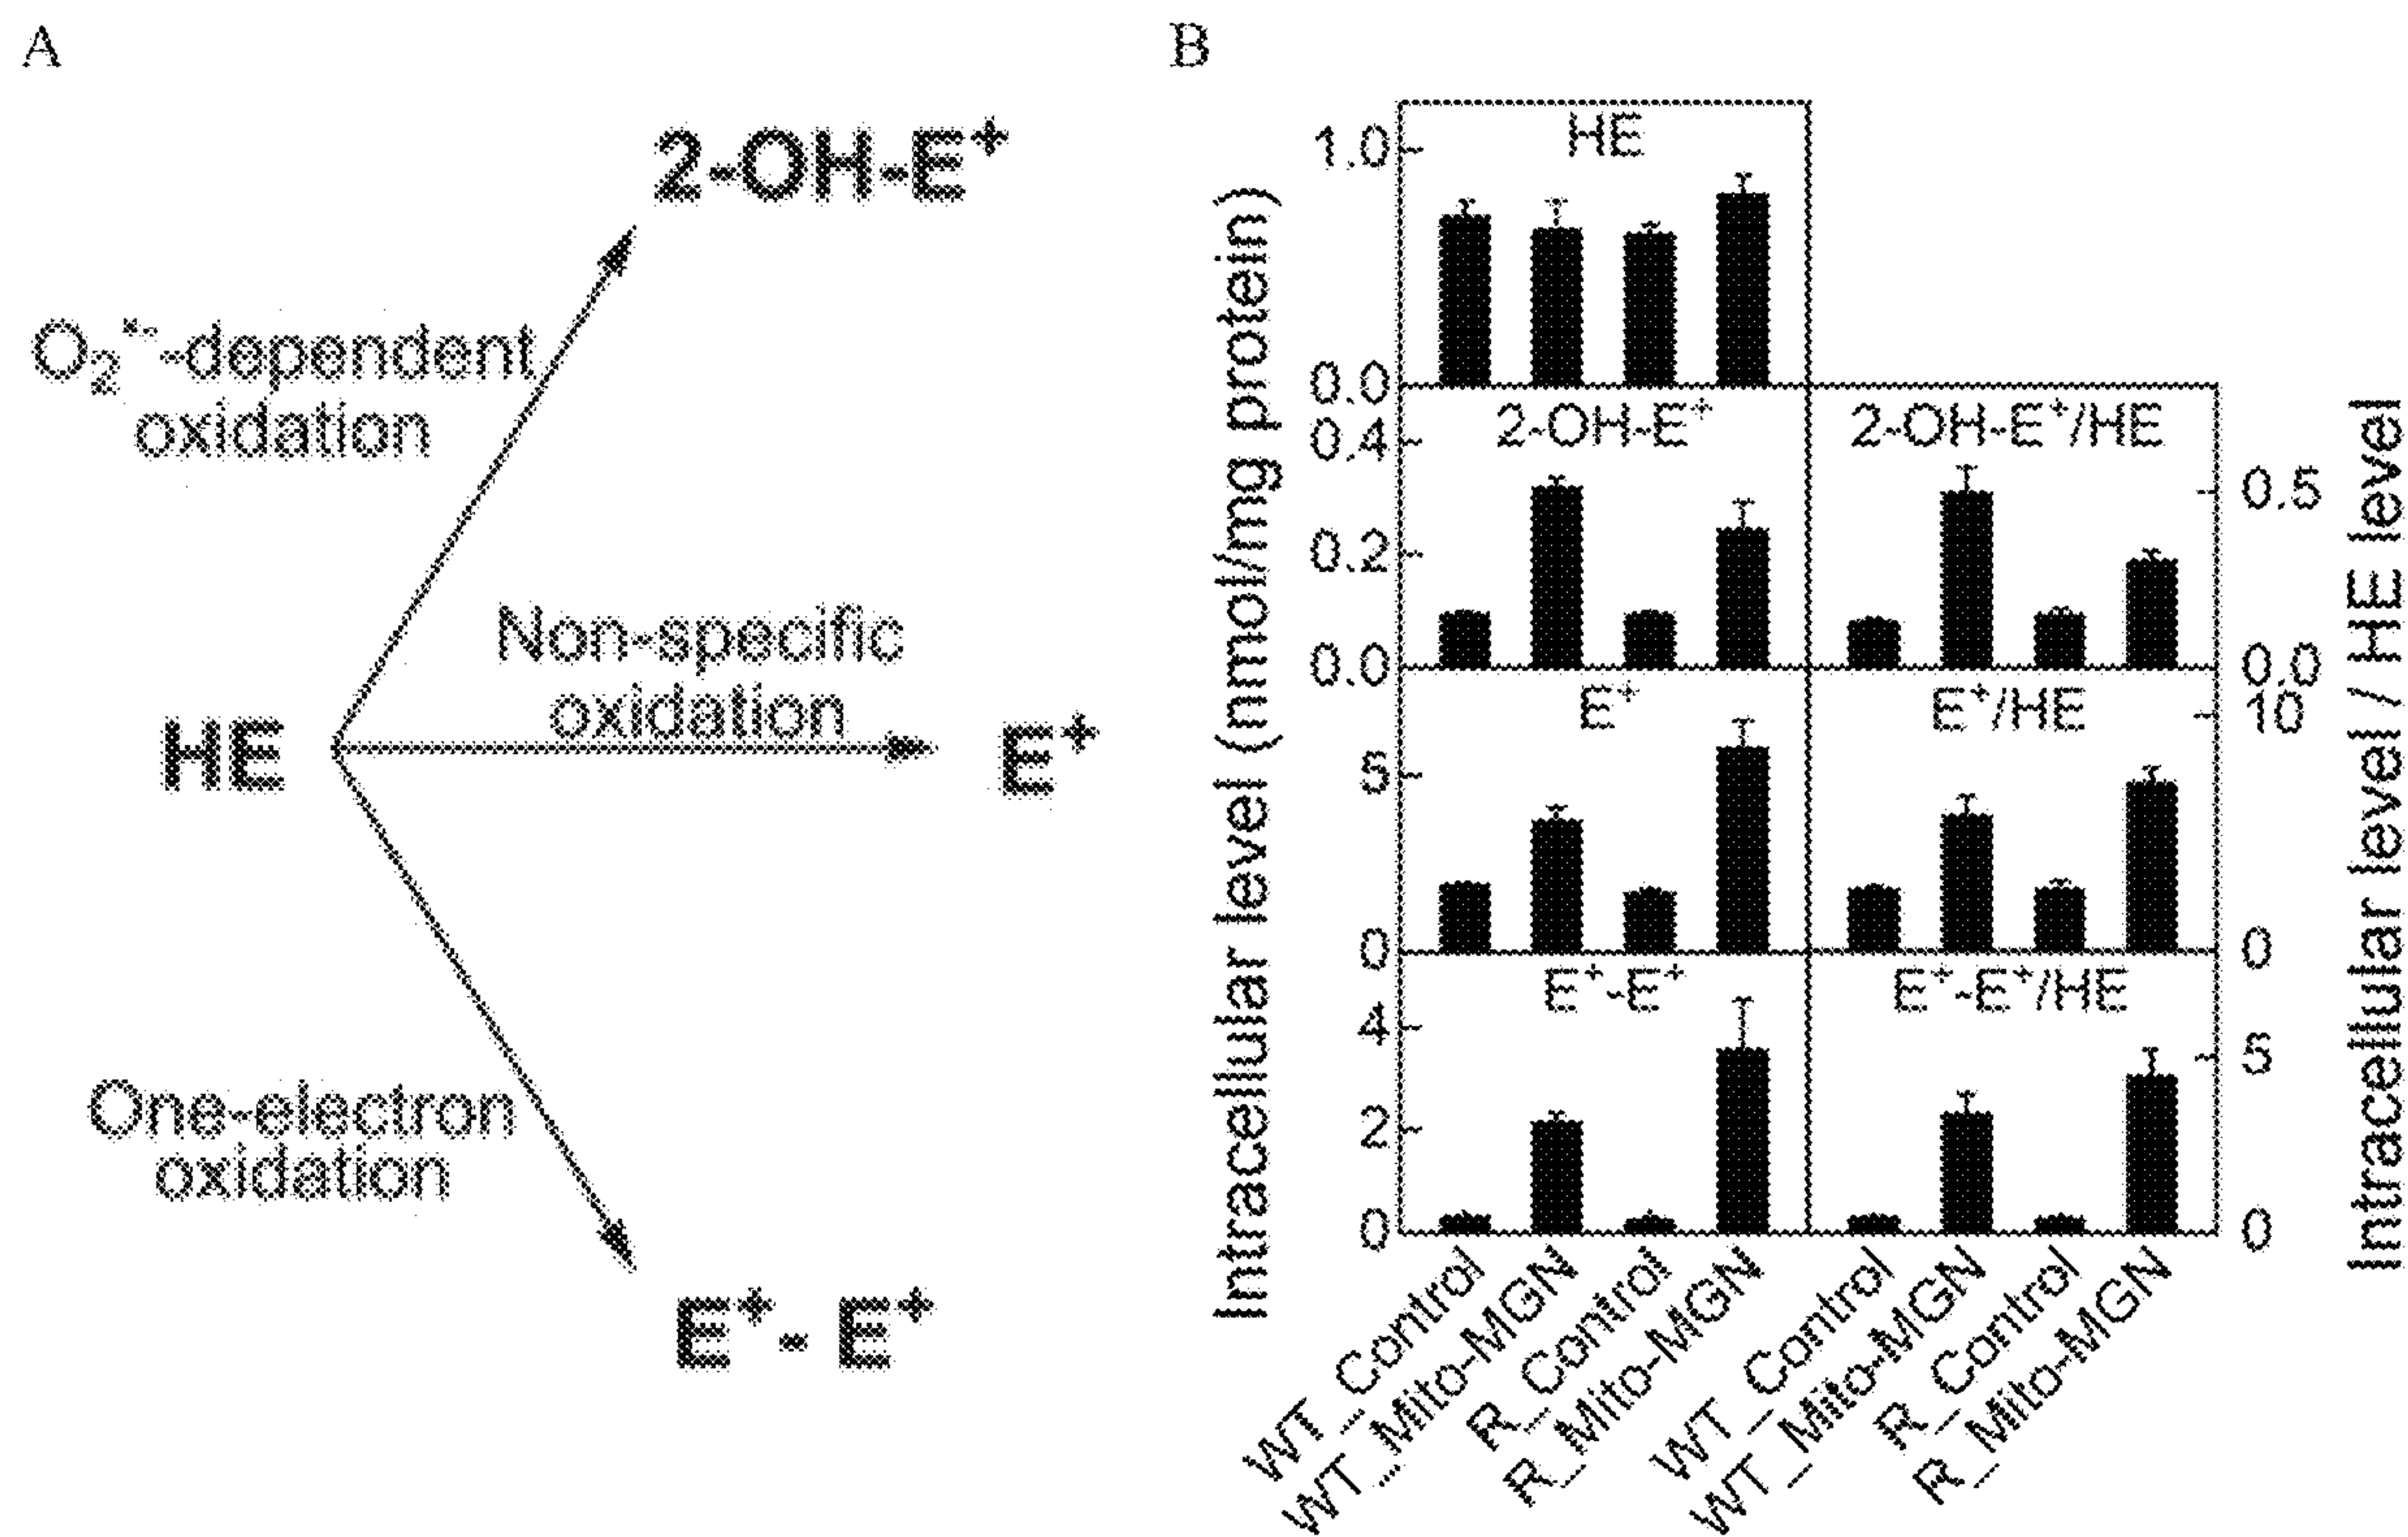 A
2-OH-E⁺
O₂•⁻-dependent
oxidation
Non-specific
oxidation
HE
E⁺
One-electron
oxidation
E⁺- E⁺
B
Intracellular level (nmol/mg protein)
1.0
HE
0.0
0.4
2-OH-E⁺
2-OH-E⁺/HE
0.5
0.2
0.0
0.0
E⁺
E⁺/HE
10
5
0
0
E⁺-E⁺
E⁺-E⁺/HE
4
5
2
0
0
Intracellular level / HE level
WT_Control
WT_Mito-MGN
R_Control
R_Mito-MGN
WT_Control
WT_Mito-MGN
R_Control
R_Mito-MGN